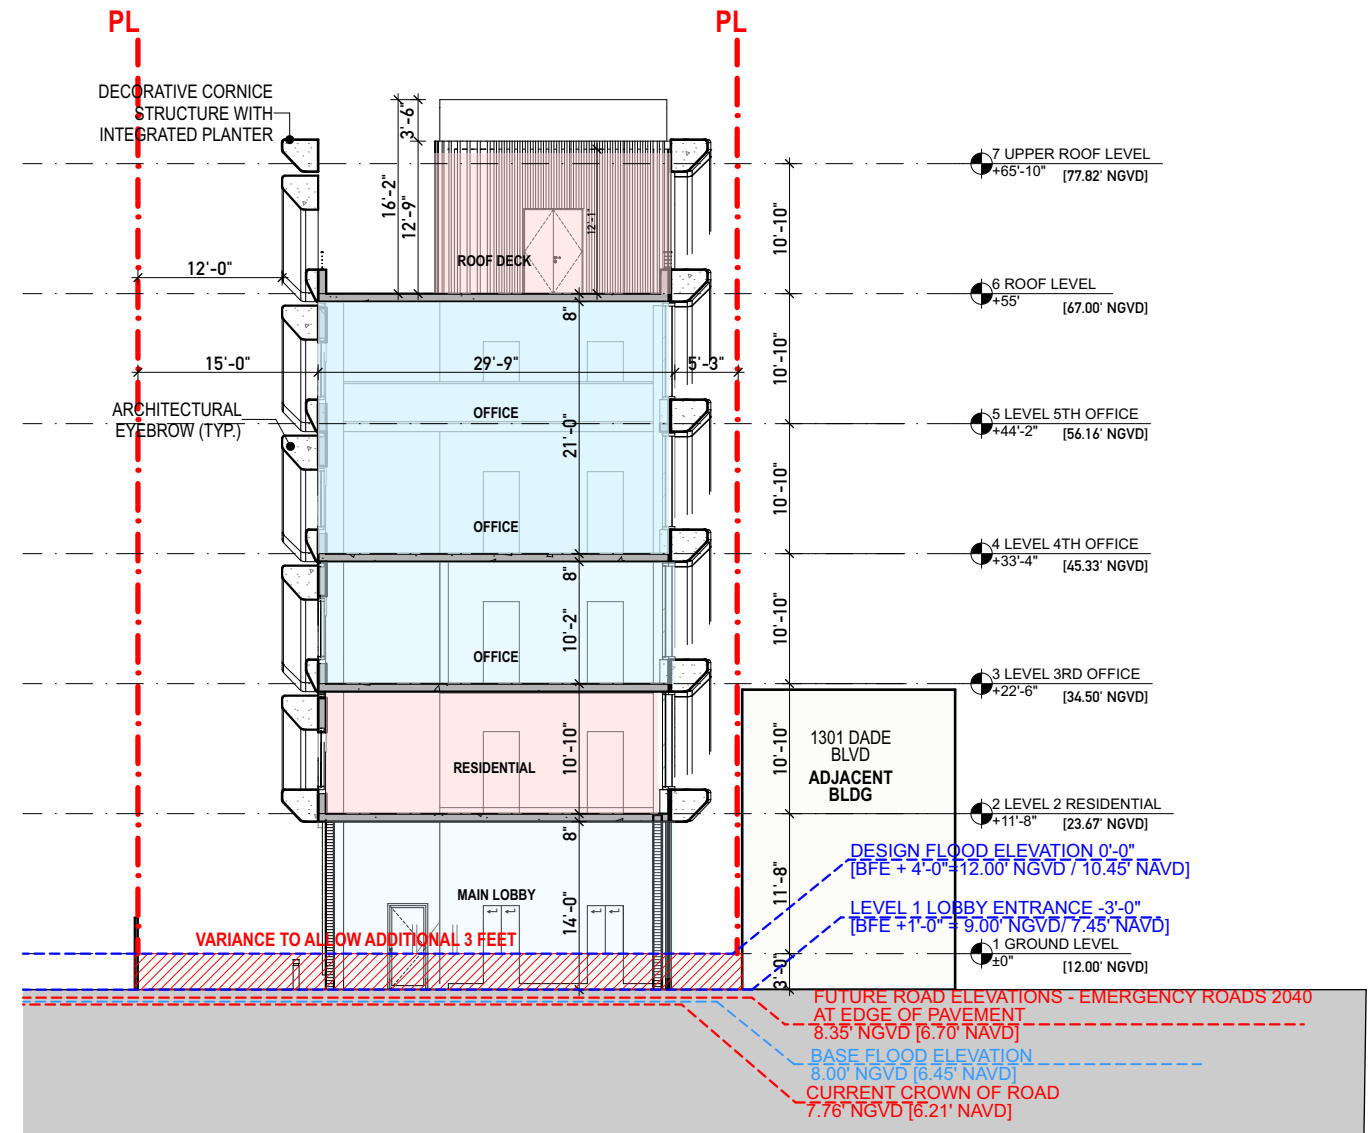 PL
PL
DECORATIVE CORNICE
STRUCTURE WITH
INTEGRATED PLANTER
3'-6"
16'-2"
12'-9"
12'-1"
ROOF DECK
7 UPPER ROOF LEVEL
+65'-10" [77.82' NGVD]
10'-10"
12'-0"
6 ROOF LEVEL
+55' [67.00' NGVD]
8"
15'-0"
29'-9"
5'-3"
10'-10"
ARCHITECTURAL
EYEBROW (TYP.)
OFFICE
21'-0"
5 LEVEL 5TH OFFICE
+44'-2" [56.16' NGVD]
10'-10"
OFFICE
4 LEVEL 4TH OFFICE
+33'-4" [45.33' NGVD]
8"
10'-2"
10'-10"
OFFICE
3 LEVEL 3RD OFFICE
+22'-6" [34.50' NGVD]
RESIDENTIAL
10'-10"
10'-10"
1301 DADE
BLVD
ADJACENT
BLDG
2 LEVEL 2 RESIDENTIAL
+11'-8" [23.67' NGVD]
8"
MAIN LOBBY
14'-0"
11'-8"
DESIGN FLOOD ELEVATION 0'-0"
[BFE + 4'-0"=12.00' NGVD / 10.45' NAVD]
LEVEL 1 LOBBY ENTRANCE -3'-0"
[BFE +1'-0" = 9.00' NGVD/ 7.45' NAVD]
VARIANCE TO ALLOW ADDITIONAL 3 FEET
1 GROUND LEVEL
±0" [12.00' NGVD]
3'-0"
FUTURE ROAD ELEVATIONS - EMERGENCY ROADS 2040
AT EDGE OF PAVEMENT
8.35' NGVD [6.70' NAVD]
BASE FLOOD ELEVATION
8.00' NGVD [6.45' NAVD]
CURRENT CROWN OF ROAD
7.76' NGVD [6.21' NAVD]